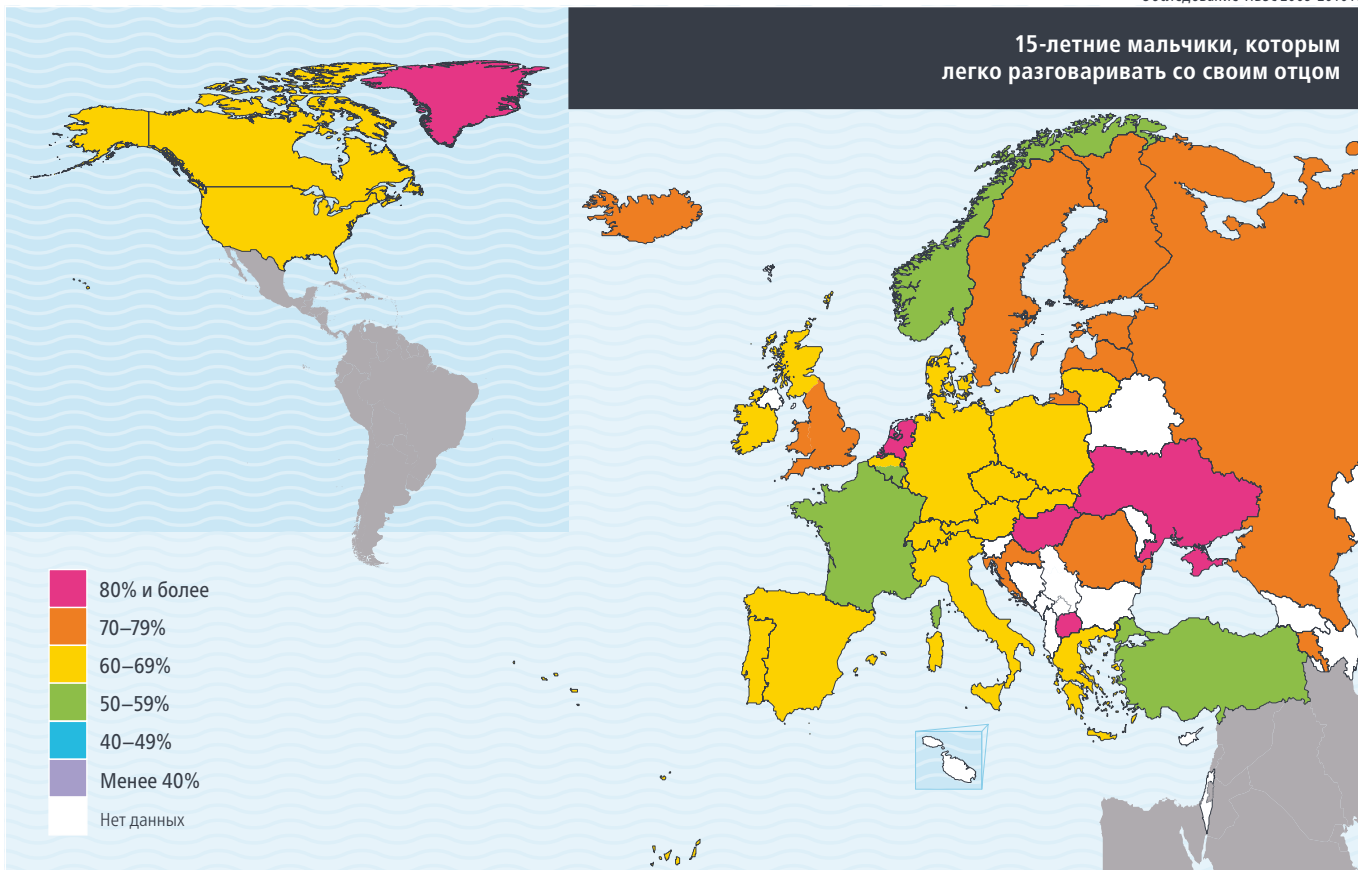 15-летние мальчики, которым
легко разговаривать со своим отцом
80% и более
70–79%
60–69%
50–59%
40–49%
Менее 40%
Нет данных